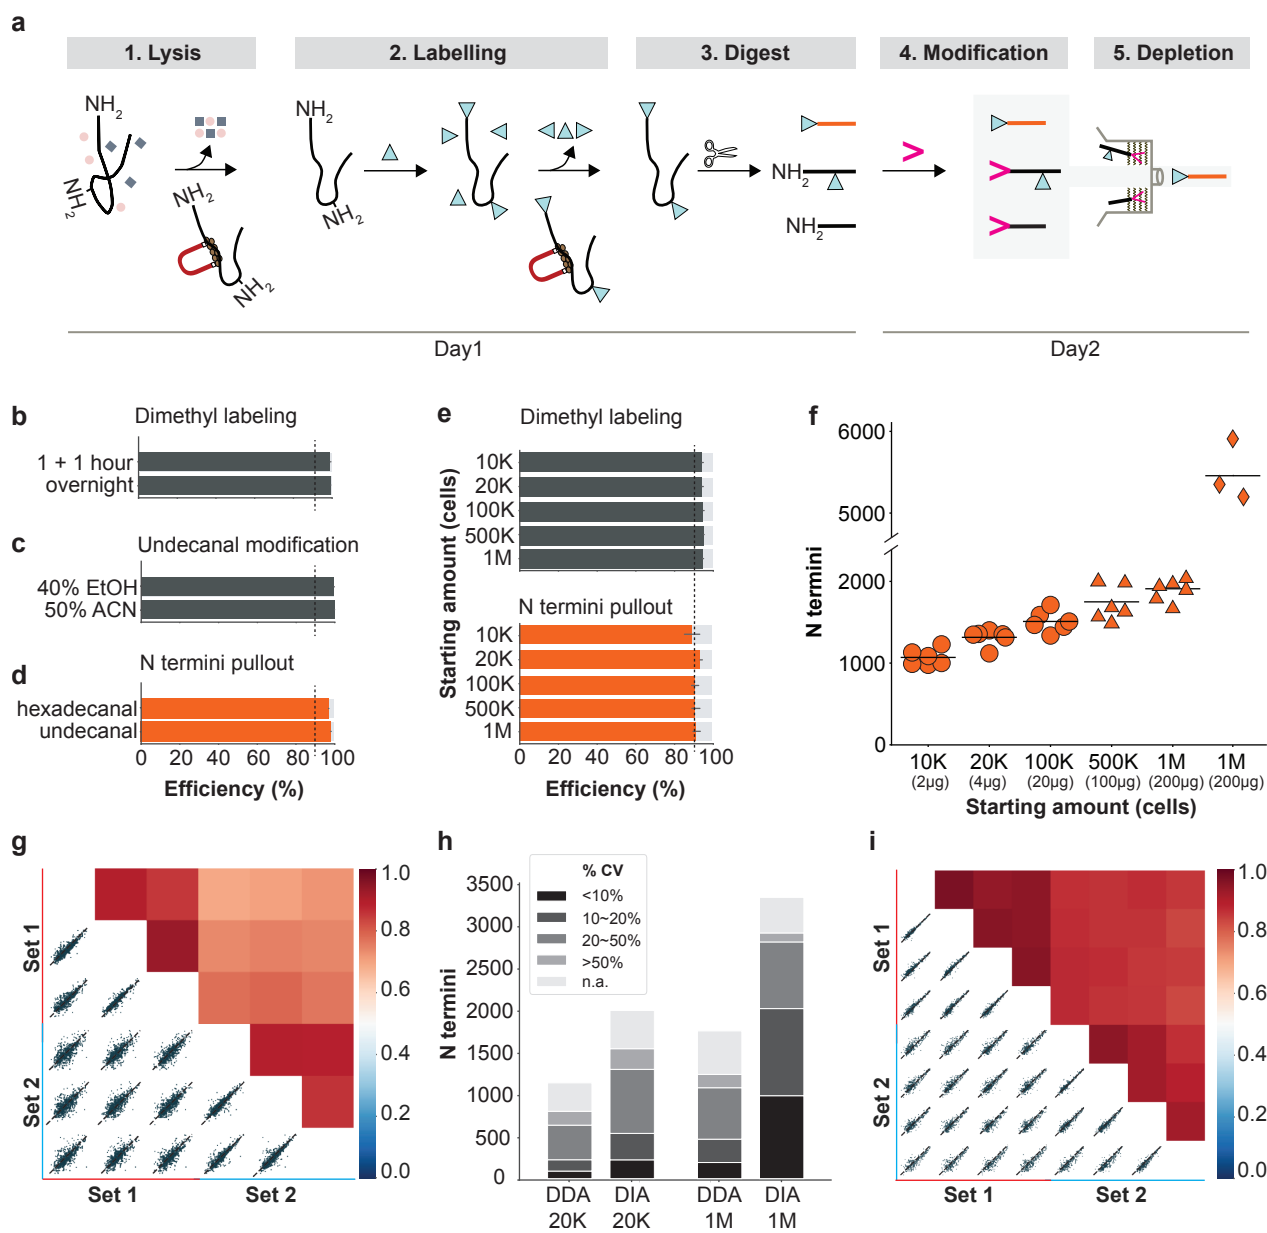 a
1. Lysis
2. Labelling
3. Digest
4. Modification
5. Depletion
NH2
NH2
NH2
NH2
NH2
NH2
NH2
NH2
Day1
Day2
b
Dimethyl labeling
1 + 1 hour
overnight
c
Undecanal modification
40% EtOH
50% ACN
d
N termini pullout
hexadecanal
undecanal
0 20 40 60 80 100
Efficiency (%)
e
Dimethyl labeling
10K
20K
100K
500K
1M
Starting amount (cells)
N termini pullout
10K
20K
100K
500K
1M
0 20 40 60 80 100
Efficiency (%)
f
N termini
6000
5000
2000
1000
0
10K 20K 100K 500K 1M 1M
(2µg) (4µg) (20µg) (100µg) (200µg) (200µg)
Starting amount (cells)
g
Set 1
Set 2
1.0
0.8
0.6
0.4
0.2
0.0
Set 1 Set 2
h
% CV
<10%
10~20%
20~50%
>50%
n.a.
N termini
3500
3000
2500
2000
1500
1000
500
0
DDA DIA DDA DIA
20K 20K 1M 1M
i
Set 1
Set 2
1.0
0.8
0.6
0.4
0.2
0.0
Set 1 Set 2